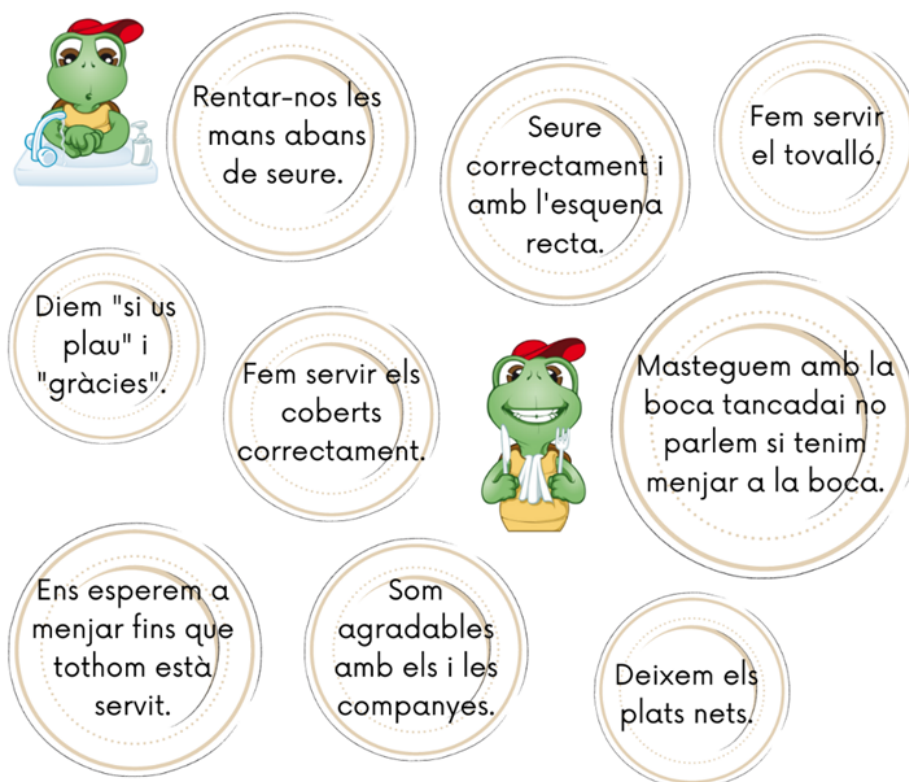 Rentar-nos les
mans abans
de seure.
Seure
correctament i
amb l'esquena
recta.
Fem servir
el tovalló.
Diem "si us
plau" i
"gràcies".
Fem servir els
coberts
correctament.
Masteguem amb la
boca tancadai no
parlem si tenim
menjar a la boca.
Ens esperem a
menjar fins que
tothom està
servit.
Som
agradables
amb els i les
companyes.
Deixem els
plats nets.